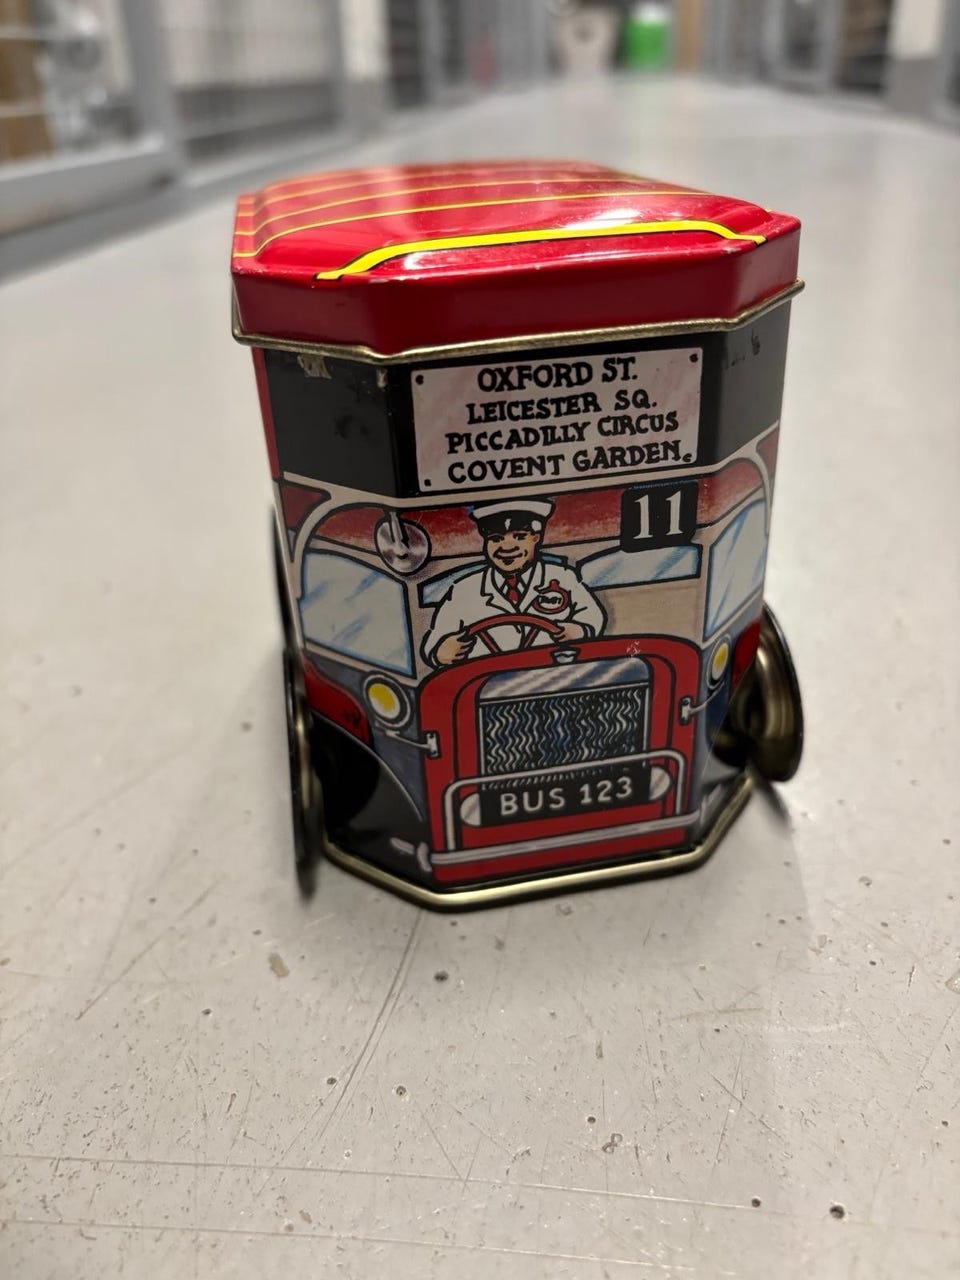 OXFORD ST.
LEICESTER SQ.
PICCADILLY CIRCUS
COVENT GARDEN.
11
BUS 123